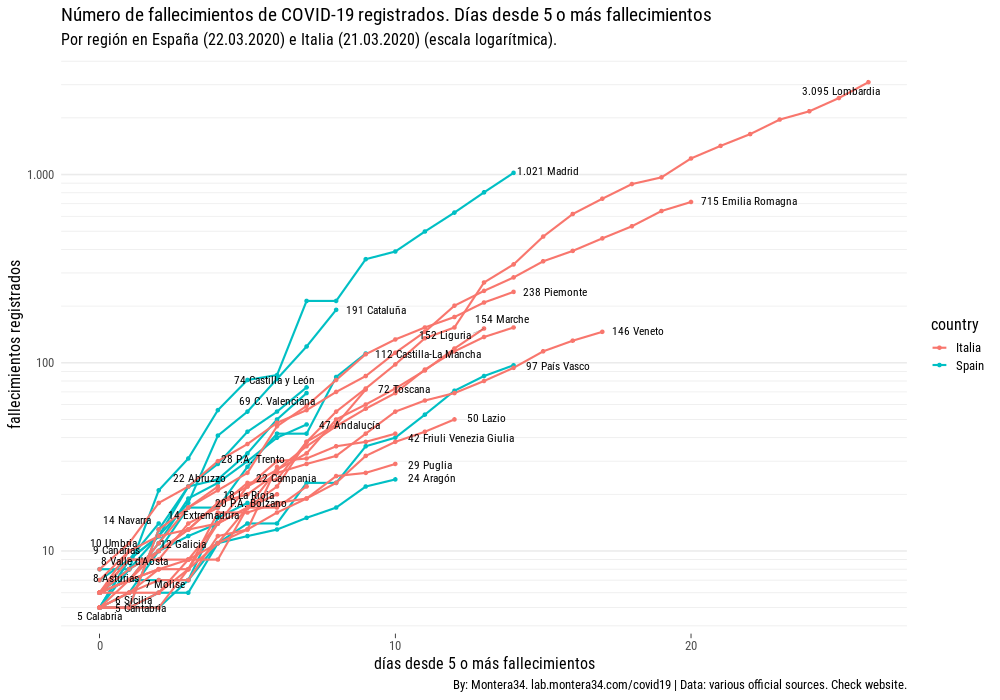 Número de fallecimientos de COVID-19 registrados. Días desde 5 o más fallecimientos
Por región en España (22.03.2020) e Italia (21.03.2020) (escala logarítmica).
3.095 Lombardia
1.000
1.021 Madrid
715 Emilia Romagna
238 Piemonte
191 Cataluña
154 Marche
146 Veneto
152 Liguria
112 Castilla-La Mancha
100
97 País Vasco
74 Castilla y León
72 Toscana
69 C. Valenciana
50 Lazio
47 Andalucía
42 Friuli Venezia Giulia
28 P.A. Trento
29 Puglia
22 Abruzzo
22 Campania
24 Aragón
18 La Rioja
20 P.A. Bolzano
14 Navarra
14 Extremadura
10 Umbria
12 Galicia
10
9 Canarias
8 Valle d'Aosta
8 Asturias
7 Molise
6 Sicilia
5 Cantabria
5 Calabria
0
10
20
fallecimientos registrados
días desde 5 o más fallecimientos
country
Italia
Spain
By: Montera34. lab.montera34.com/covid19 | Data: various official sources. Check website.